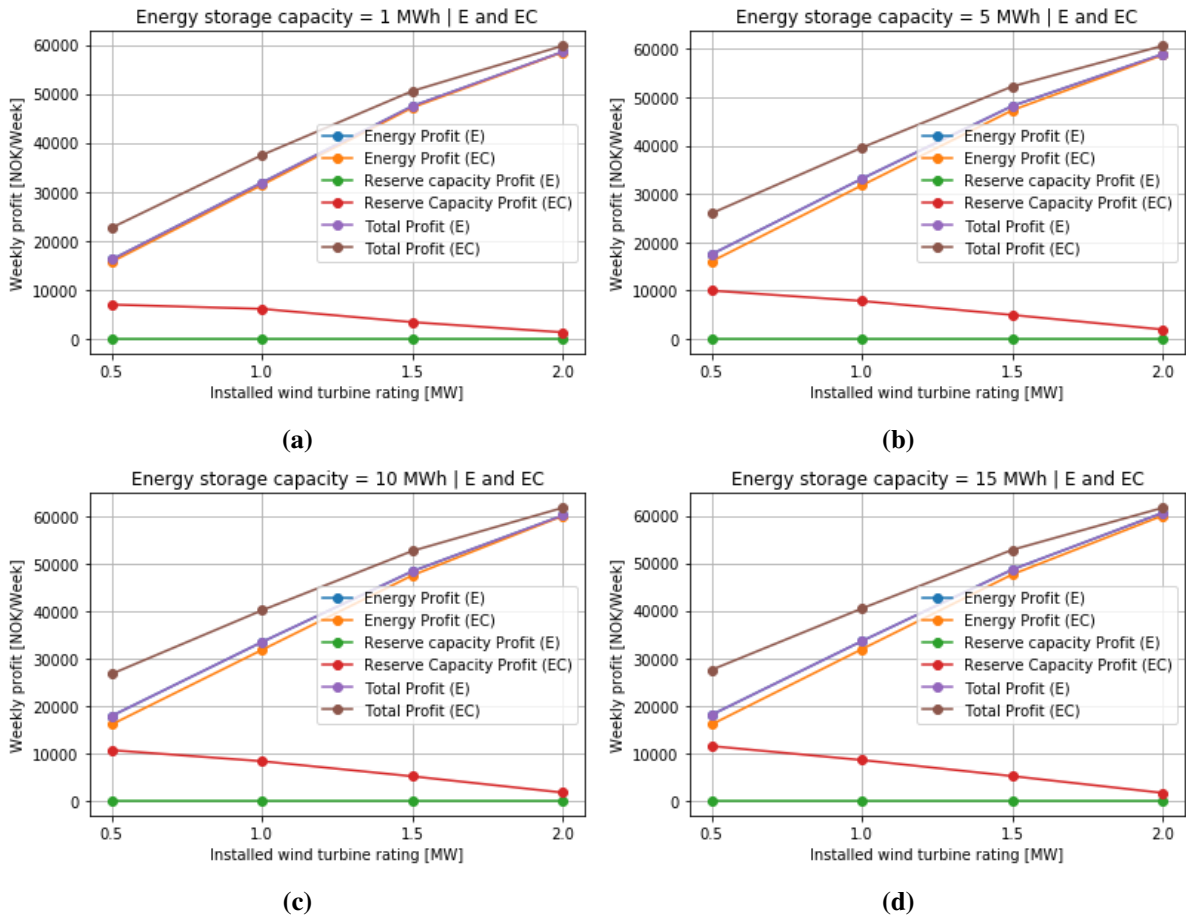 Energy storage capacity = 1 MWh | E and EC
Weekly profit [NOK/Week]
60000
50000
40000
30000
20000
10000
0
Energy Profit (E)
Energy Profit (EC)
Reserve capacity Profit (E)
Reserve Capacity Profit (EC)
Total Profit (E)
Total Profit (EC)
0.5 1.0 1.5 2.0
Installed wind turbine rating [MW]
(a)
Energy storage capacity = 5 MWh | E and EC
Weekly profit [NOK/Week]
60000
50000
40000
30000
20000
10000
0
Energy Profit (E)
Energy Profit (EC)
Reserve capacity Profit (E)
Reserve Capacity Profit (EC)
Total Profit (E)
Total Profit (EC)
0.5 1.0 1.5 2.0
Installed wind turbine rating [MW]
(b)
Energy storage capacity = 10 MWh | E and EC
Weekly profit [NOK/Week]
60000
50000
40000
30000
20000
10000
0
Energy Profit (E)
Energy Profit (EC)
Reserve capacity Profit (E)
Reserve Capacity Profit (EC)
Total Profit (E)
Total Profit (EC)
0.5 1.0 1.5 2.0
Installed wind turbine rating [MW]
(c)
Energy storage capacity = 15 MWh | E and EC
Weekly profit [NOK/Week]
60000
50000
40000
30000
20000
10000
0
Energy Profit (E)
Energy Profit (EC)
Reserve capacity Profit (E)
Reserve Capacity Profit (EC)
Total Profit (E)
Total Profit (EC)
0.5 1.0 1.5 2.0
Installed wind turbine rating [MW]
(d)